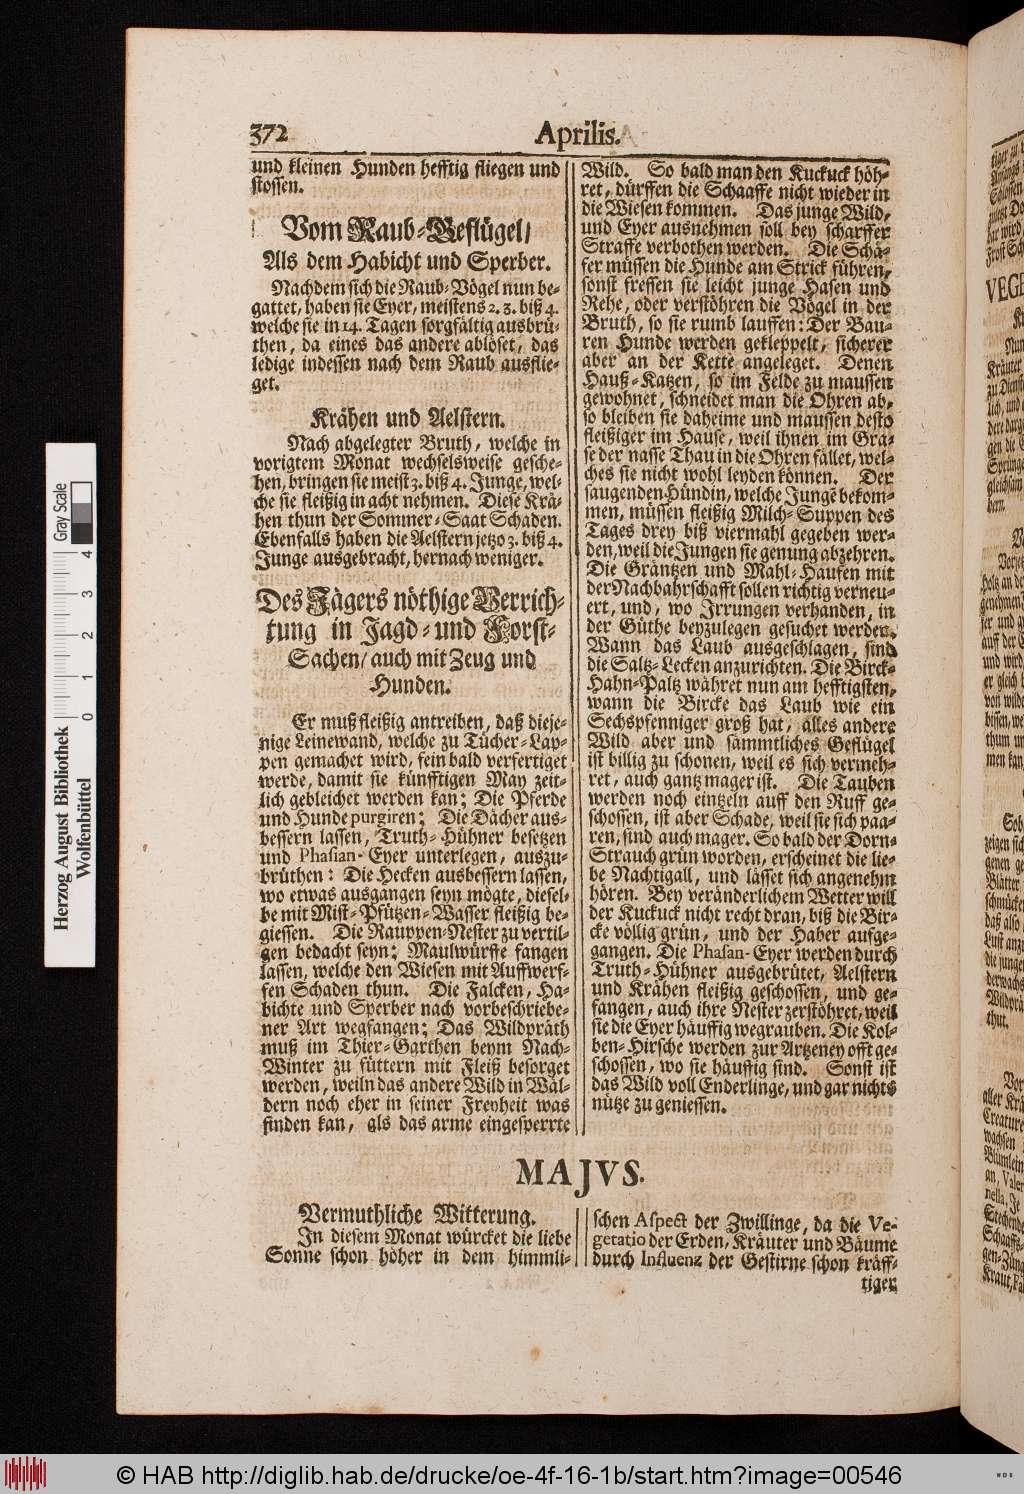 372
Aprilis.
und kleinen Hunden hefftig fliegen und
stossen.
Vom Raub-Geflügel/
Als dem Habicht und Sperber.
Nachdem sich die Raub-Vögel nun be-
gattet, haben sie Eyer, meistens 2. 3. biß 4.
welche sie in 14. Tagen sorgfältig ausbrü-
then, da eines das andere ablöset, das
ledige indessen nach dem Raub ausflie-
get.
Krähen und Aelstern.
Nach abgelegter Bruth, welche in
vorigtem Monat wechselsweise gesche-
hen, bringen sie meist 3. biß 4. Junge, wel-
che sie fleißig in acht nehmen. Diese Krä-
hen thun der Sommer-Saat Schaden.
Ebenfalls haben die Aelstern jetzo 3. biß 4.
Junge ausgebracht, hernach weniger.
Des Jägers nöthige Verrich-
tung in Jagd- und Forst-
Sachen/ auch mit Zeug und
Hunden.
Er muß fleißig antreiben, daß dieje-
nige Leinewand, welche zu Tücher-Lap-
pen gemachet wird, fein bald verfertiget
werde, damit sie künfftigen May zeit-
lich gebleichet werden kan; Die Pferde
und Hunde purgiren; Die Dächer aus-
bessern lassen, Truth-Hühner besetzen
und Phasian-Eyer unterlegen, auszu-
brüthen: Die Hecken ausbessern lassen,
wo etwas ausgangen seyn mögte, diesel-
be mit Mist-Pfützen-Wasser fleißig be-
giessen. Die Rauppen-Nester zu vertil-
gen bedacht seyn; Maulwürffe fangen
lassen, welche den Wiesen mit Auffwerf-
fen Schaden thun. Die Falcken, Ha-
bichte und Sperber nach vorbeschriebe-
ner Art wegfangen; Das Wildpräth
muß im Thier-Garthen beym Nach-
Winter zu füttern mit Fleiß besorget
werden, weiln das andere Wild in Wäl-
dern noch eher in seiner Freyheit was
finden kan, als das arme eingesperrte
Wild. So bald man den Kuckuck höh-
ret, dürffen die Schaaffe nicht wieder in
die Wiesen kommen. Das junge Wild,
und Eyer ausnehmen soll bey scharffer
Straffe verbothen werden. Die Schä-
fer müssen die Hunde am Strick führen,
sonst fressen sie leicht junge Hasen und
Rehe, oder verstöhren die Vögel in der
Bruth, so sie rumb lauffen: Der Bau-
ren Hunde werden gekleppelt, sicherer
aber an der Kette angeleget. Denen
Hauß-Katzen, so im Felde zu maussen
gewohnet, schneidet man die Ohren ab,
so bleiben sie daheime und maussen desto
fleißiger im Hause, weil ihnen im Gra-
se der nasse Thau in die Ohren fället, wel-
ches sie nicht wohl leyden können. Der
saugenden Hündin, welche Jungē bekom-
men, müssen fleißig Milch-Suppen des
Tages drey biß viermahl gegeben wer-
den, weil die Jungen sie genung abzehren.
Die Gräntzen und Mahl-Haufen mit
der Nachbahrschafft sollen richtig verneu-
ert, und, wo Irrungen verhanden, in
der Güthe beyzulegen gesuchet werden.
Wann das Laub ausgeschlagen, sind
die Saltz-Lecken anzurichten. Die Birck-
Hahn-Paltz währet nun am hefftigsten,
wann die Bircke das Laub wie ein
Sechspfenniger groß hat, alles andere
Wild aber und sämmtliches Geflügel
ist billig zu schonen, weil es sich vermeh-
ret, auch gantz mager ist. Die Tauben
werden noch eintzeln auff den Ruff ge-
schossen, ist aber Schade, weil sie sich paa-
ren, sind auch mager. So bald der Dorn-
Strauch grün worden, erscheinet die lie-
be Nachtigall, und lässet sich angenehm
hören. Bey veränderlichem Wetter will
der Kuckuck nicht recht dran, biß die Bir-
cke völlig grün, und der Haber aufge-
gangen. Die Phasian-Eyer werden durch
Truth-Hühner ausgebrütet, Aelstern
und Krähen fleißig geschossen, und ge-
fangen, auch ihre Nester zerstöhret, weil
sie die Eyer häuffig wegrauben. Die Kol-
ben-Hirsche werden zur Artzeney offt ge-
schossen, wo sie häuffig sind. Sonst ist
das Wild voll Enderlinge, und gar nichts
nütze zu geniessen.
MAJVS.
Vermuthliche Witterung.
In diesem Monat würcket die liebe
Sonne schon höher in dem himmli-
schen Aspect der Zwillinge, da die Ve-
getatio der Erden, Kräuter und Bäume
durch Influenz der Gestirne schon kräff-
tiger
Herzog August Bibliothek
Wolfenbüttel
0 1 2 3 4
Gray Scale
© HAB http://diglib.hab.de/drucke/oe-4f-16-1b/start.htm?image=00546